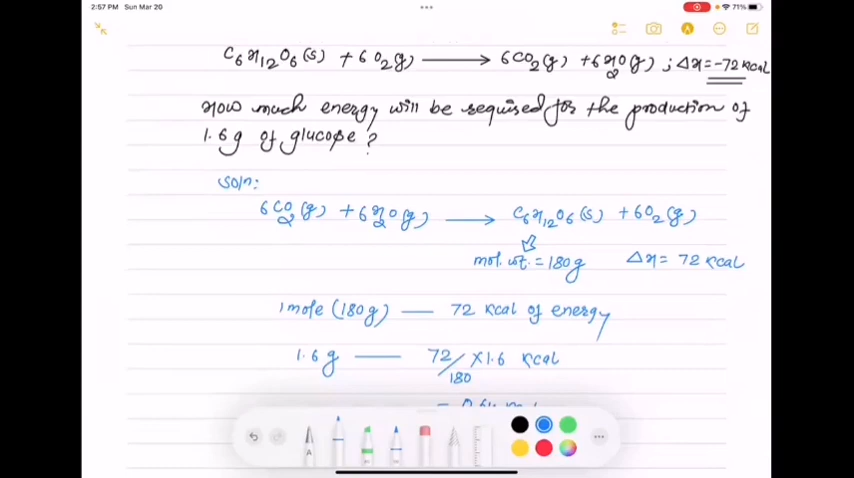 2:57 PM Sun Mar 20
71%
C6H12O6(s) + 6O2(g) ⟶ 6CO2(g) + 6H2O(g) ; ΔH = -72 kcal
How much energy will be required for the production of
1.6 g of glucose ?
Soln:
6CO2(g) + 6H2O(g) ⟶ C6H12O6(s) + 6O2(g)
mol. wt. = 180g ΔH = 72 kcal
1 mole (180g) — 72 kcal of energy
1.6 g — 72/180 × 1.6 kcal
A